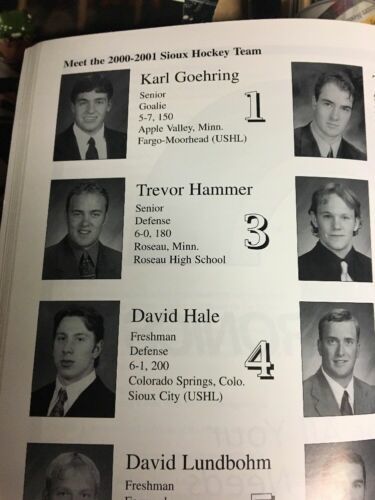 Meet the 2000-2001 Sioux Hockey Team
Karl Goehring
Senior
Goalie
5-7, 150
Apple Valley, Minn.
Fargo-Moorhead (USHL)
1
Trevor Hammer
Senior
Defense
6-0, 180
Roseau, Minn.
Roseau High School
3
David Hale
Freshman
Defense
6-1, 200
Colorado Springs, Colo.
Sioux City (USHL)
4
David Lundbohm
Freshman